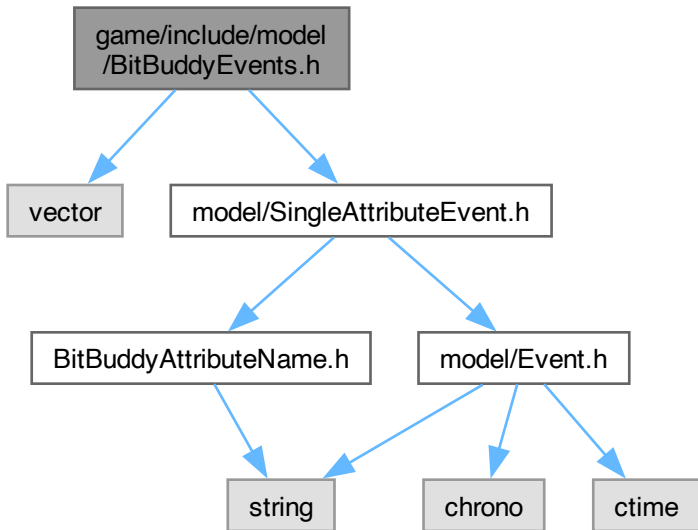 game/include/model
/BitBuddyEvents.h
vector
model/SingleAttributeEvent.h
BitBuddyAttributeName.h
model/Event.h
string
chrono
ctime